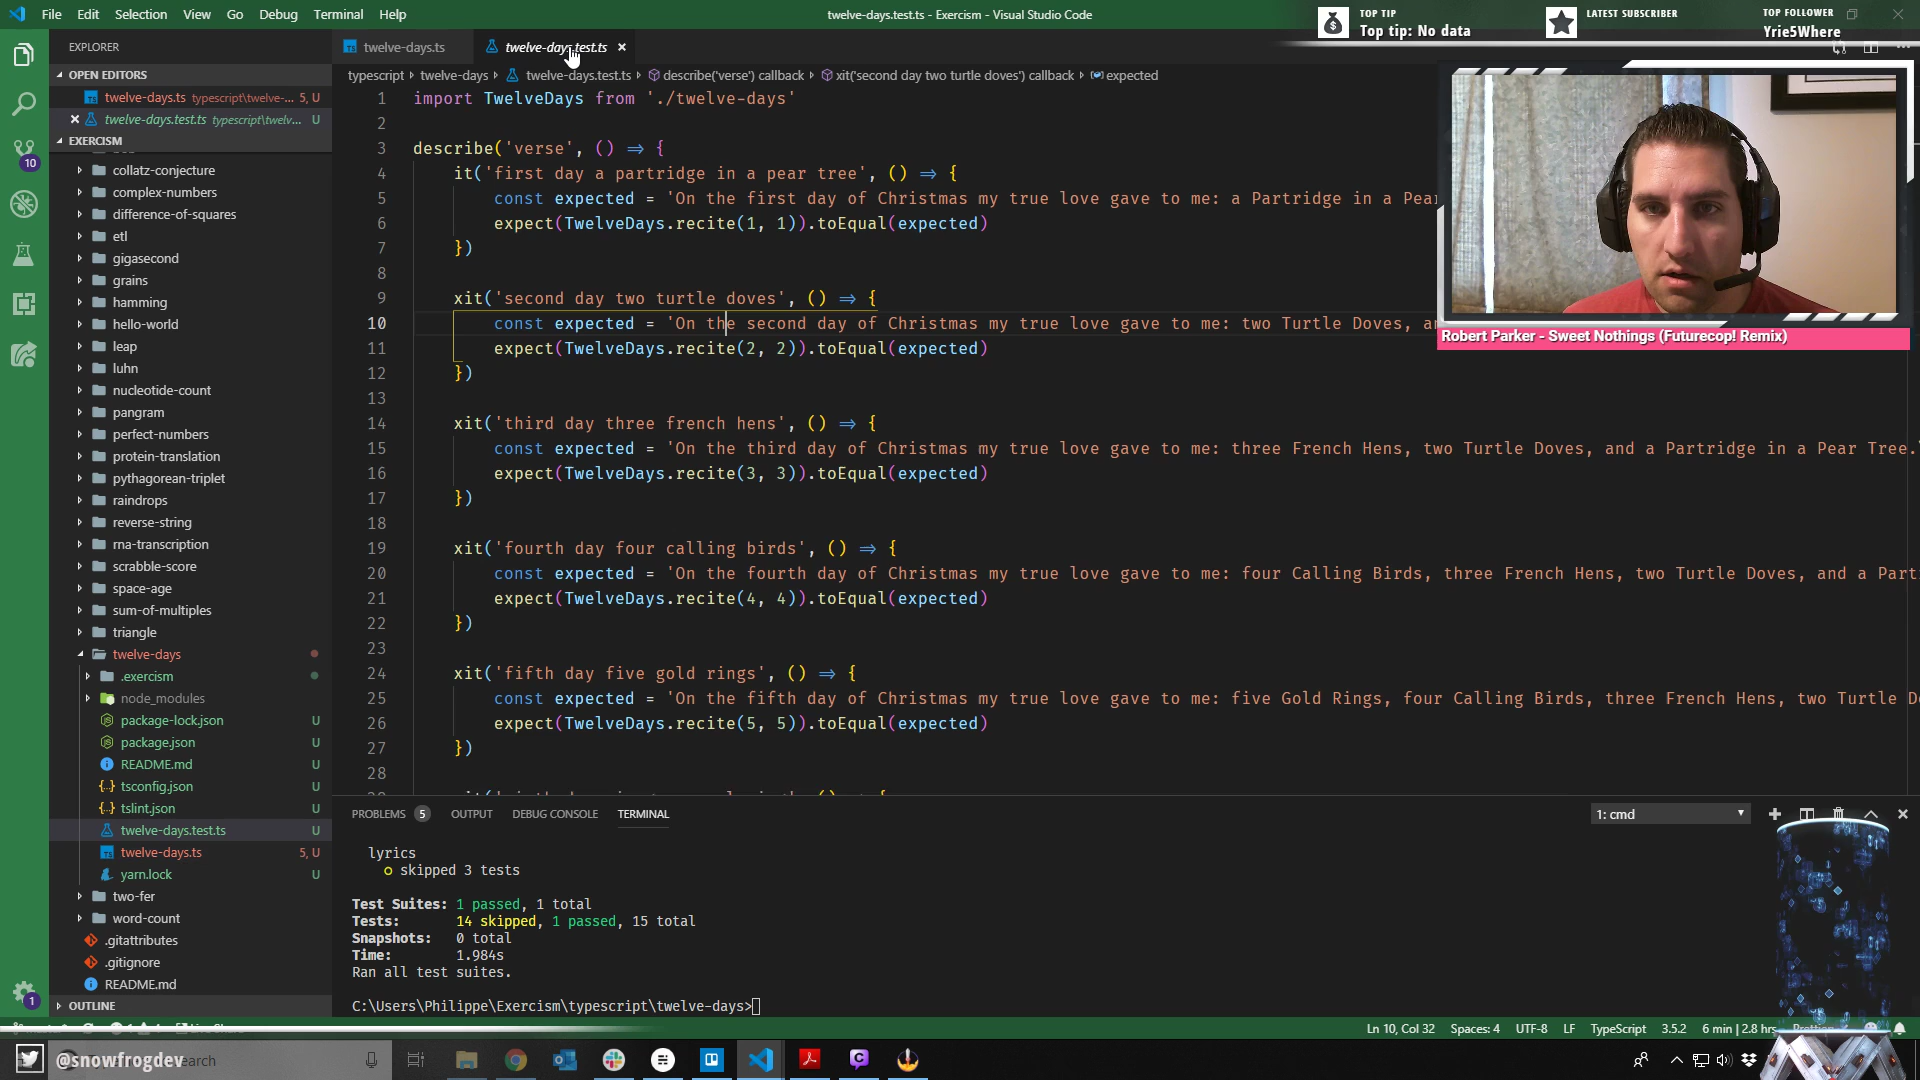 File Edit Selection View Go Debug Terminal Help
twelve-days.test.ts - Exercism - Visual Studio Code
TOP TIP
Top tip: No data
LATEST SUBSCRIBER
TOP FOLLOWER
Yrie5Where
EXPLORER
OPEN EDITORS
twelve-days.ts typescript\twelve-... 5, U
twelve-days.test.ts typescript\twelv... U
EXERCISM
collatz-conjecture
complex-numbers
difference-of-squares
etl
gigasecond
grains
hamming
hello-world
leap
luhn
nucleotide-count
pangram
perfect-numbers
protein-translation
pythagorean-triplet
raindrops
reverse-string
rna-transcription
scrabble-score
space-age
sum-of-multiples
triangle
twelve-days
.exercism
node_modules
package-lock.json U
package.json U
README.md U
tsconfig.json U
tslint.json U
twelve-days.test.ts U
twelve-days.ts 5, U
yarn.lock U
two-fer
word-count
.gitattributes
.gitignore
README.md
OUTLINE
10
1
twelve-days.ts twelve-days.test.ts
typescript twelve-days twelve-days.test.ts describe('verse') callback xit('second day two turtle doves') callback expected
1 import TwelveDays from './twelve-days'
2
3 describe('verse', () => {
4 it('first day a partridge in a pear tree', () => {
5 const expected = 'On the first day of Christmas my true love gave to me: a Partridge in a Pear
6 expect(TwelveDays.recite(1, 1)).toEqual(expected)
7 })
8
9 xit('second day two turtle doves', () => {
10 const expected = 'On the second day of Christmas my true love gave to me: two Turtle Doves,
11 expect(TwelveDays.recite(2, 2)).toEqual(expected)
12 })
13
14 xit('third day three french hens', () => {
15 const expected = 'On the third day of Christmas my true love gave to me: three French Hens, two Turtle Doves, and a Partridge in a Pear Tree.
16 expect(TwelveDays.recite(3, 3)).toEqual(expected)
17 })
18
19 xit('fourth day four calling birds', () => {
20 const expected = 'On the fourth day of Christmas my true love gave to me: four Calling Birds, three French Hens, two Turtle Doves, and a Part
21 expect(TwelveDays.recite(4, 4)).toEqual(expected)
22 })
23
24 xit('fifth day five gold rings', () => {
25 const expected = 'On the fifth day of Christmas my true love gave to me: five Gold Rings, four Calling Birds, three French Hens, two Turtle D
26 expect(TwelveDays.recite(5, 5)).toEqual(expected)
27 })
28
Robert Parker - Sweet Nothings (Futurecop! Remix)
PROBLEMS 5 OUTPUT DEBUG CONSOLE TERMINAL
1: cmd
lyrics
skipped 3 tests
Test Suites: 1 passed, 1 total
Tests: 14 skipped, 1 passed, 15 total
Snapshots: 0 total
Time: 1.984s
Ran all test suites.
C:\Users\Philippe\Exercism\typescript\twelve-days>
Ln 10, Col 32 Spaces: 4 UTF-8 LF TypeScript 3.5.2 6 min | 2.8 hrs
@snowfrogdev